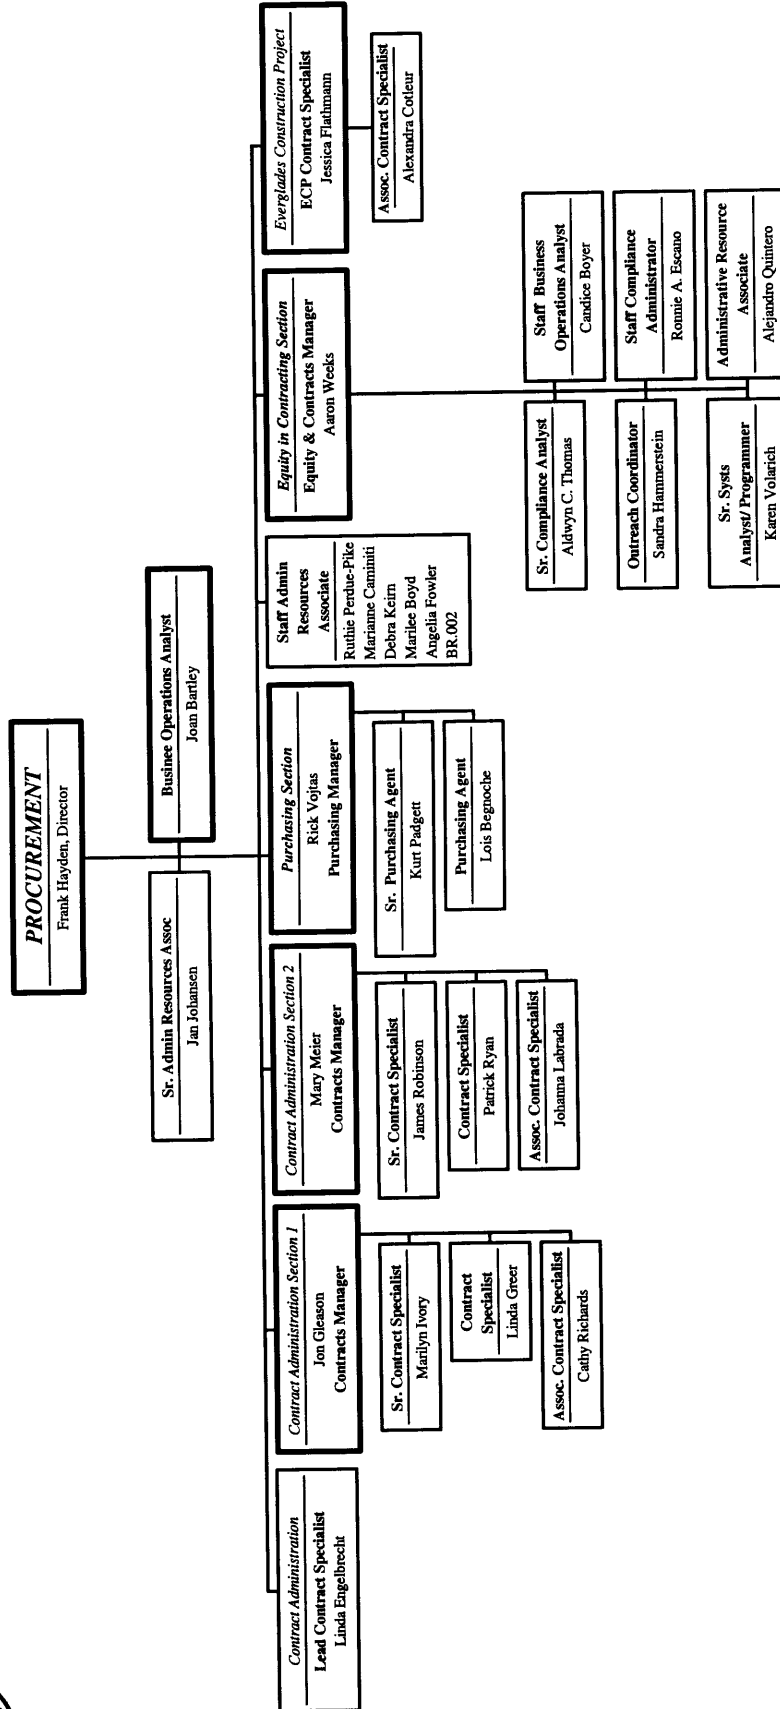 PROCUREMENT
Frank Hayden, Director
Sr. Admin Resources Assoc
Jan Johansen
Businee Operations Analyst
Joan Bartley
Contract Administration
Lead Contract Specialist
Linda Engelbrecht
Contract Administration Section 1
Jon Gleason
Contracts Manager
Sr. Contract Specialist
Marilyn Ivory
Contract
Specialist
Linda Greer
Assoc. Contract Specialist
Cathy Richards
Contract Administration Section 2
Mary Meier
Contracts Manager
Sr. Contract Specialist
James Robinson
Contract Specialist
Patrick Ryan
Assoc. Contract Specialist
Johanna Labrada
Purchasing Section
Rick Vojtas
Purchasing Manager
Sr. Purchasing Agent
Kurt Padgett
Purchasing Agent
Lois Begnoche
Staff Admin
Resources
Associate
Ruthie Perdue-Pike
Marianne Caminiti
Debra Keirn
Marilee Boyd
Angelia Fowler
BR.002
Equity in Contracting Section
Equity & Contracts Manager
Aaron Weeks
Sr. Compliance Analyst
Aldwyn C. Thomas
Staff Business
Operations Analyst
Candice Boyer
Outreach Coordinator
Sandra Hammerstein
Staff Compliance
Administrator
Ronnie A. Escano
Sr. Systs
Analyst/ Programmer
Karen Volarich
Administrative Resource
Associate
Alejandro Quintero
Everglades Construction Project
ECP Contract Specialist
Jessica Flathmann
Assoc. Contract Specialist
Alexandra Cotleur